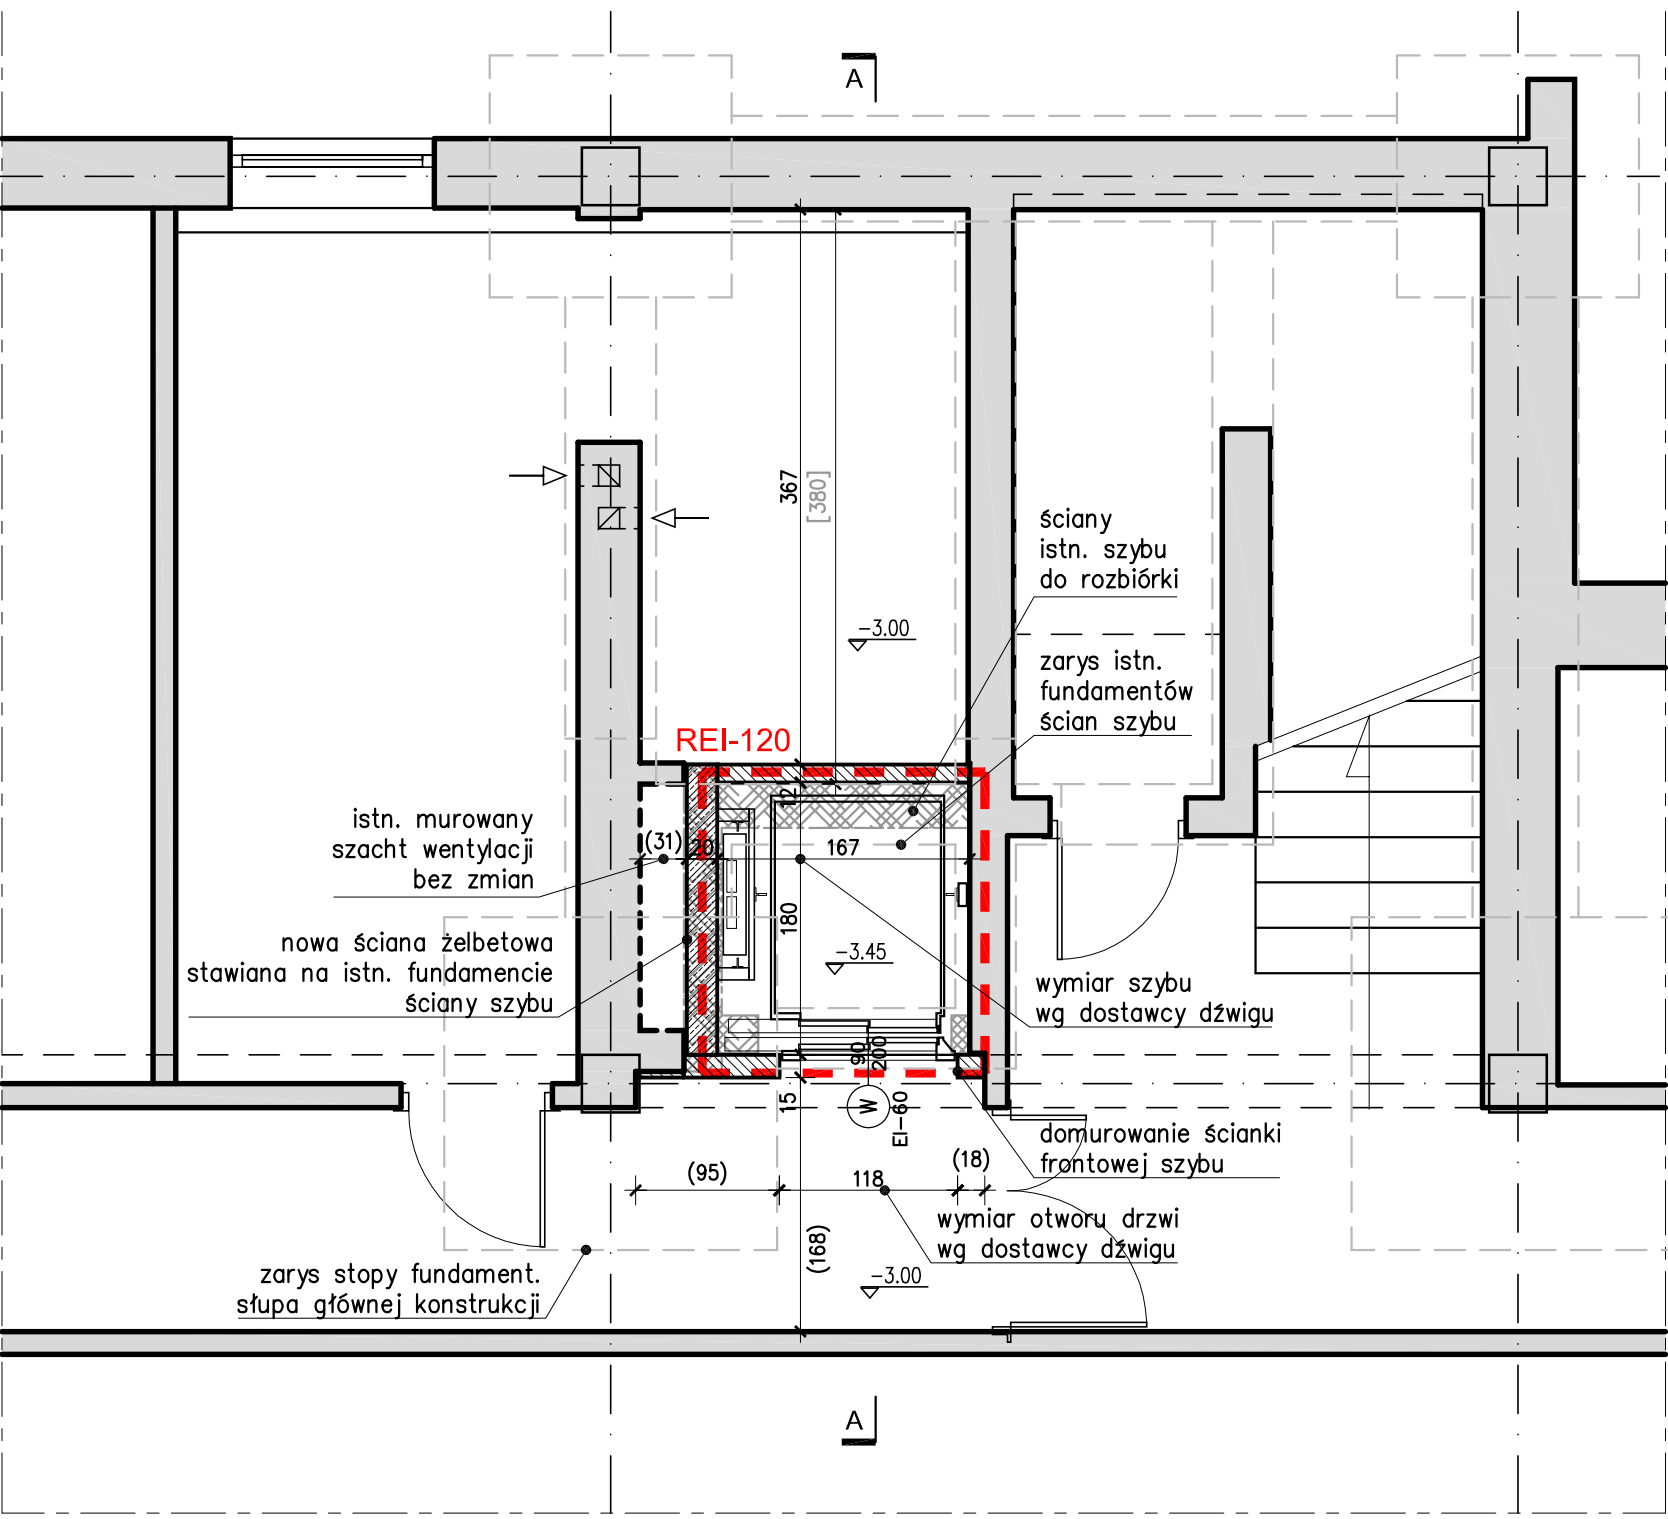 A
367
[380]
ściany
istn. szybu
do rozbiórki
-3.00
zarys istn.
fundamentów
ścian szybu
REI-120
istn. murowany
szacht wentylacji
bez zmian
12
(31)
20
167
180
-3.45
nowa ściana żelbetowa
stawiana na istn. fundamencie
ściany szybu
wymiar szybu
wg dostawcy dźwigu
90
200
15
W
EI-60
domurowanie ścianki
frontowej szybu
(95)
118
(18)
wymiar otworu drzwi
wg dostawcy dźwigu
(168)
-3.00
zarys stopy fundament.
słupa głównej konstrukcji
A